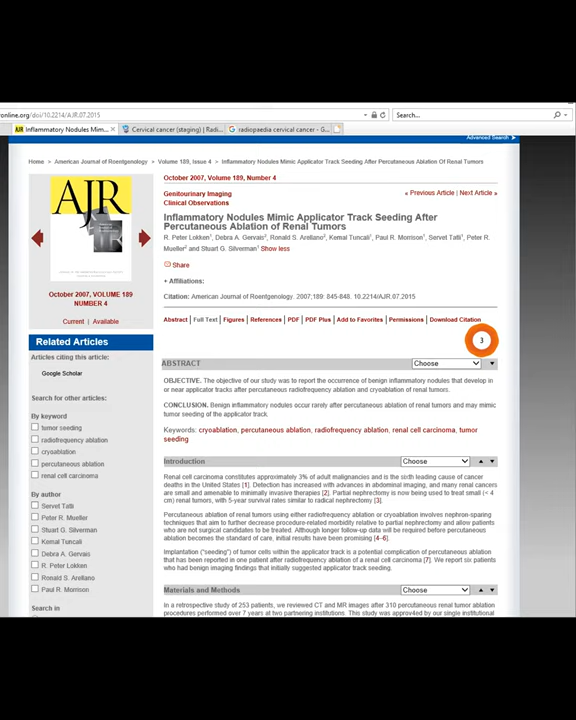 ronline.org/doi/10.2214/AJR.07.2015
Search...
Inflammatory Nodules Mim...
Cervical cancer (staging) | Radi...
radiopaedia cervical cancer - G...
Advanced Search
Home > American Journal of Roentgenology > Volume 189, Issue 4 > Inflammatory Nodules Mimic Applicator Track Seeding After Percutaneous Ablation Of Renal Tumors
AJR
October 2007, VOLUME 189
NUMBER 4
Current | Available
October 2007, Volume 189, Number 4
Genitourinary Imaging
Clinical Observations
« Previous Article | Next Article »
Inflammatory Nodules Mimic Applicator Track Seeding After
Percutaneous Ablation of Renal Tumors
R. Peter Lokken1, Debra A. Gervais2, Ronald S. Arellano2, Kemal Tuncali1, Paul R. Morrison1, Servet Tatli1, Peter R.
Mueller2 and Stuart G. Silverman1 Show less
Share
+ Affiliations:
Citation: American Journal of Roentgenology. 2007;189: 845-848. 10.2214/AJR.07.2015
Abstract | Full Text | Figures | References | PDF | PDF Plus | Add to Favorites | Permissions | Download Citation
3
Related Articles
Articles citing this article:
Google Scholar
Search for other articles:
By keyword
tumor seeding
radiofrequency ablation
cryoablation
percutaneous ablation
renal cell carcinoma
By author
Servet Tatli
Peter R. Mueller
Stuart G. Silverman
Kemal Tuncali
Debra A. Gervais
R. Peter Lokken
Ronald S. Arellano
Paul R. Morrison
Search in
ABSTRACT
Choose
OBJECTIVE. The objective of our study was to report the occurrence of benign inflammatory nodules that develop in
or near applicator tracks after percutaneous radiofrequency ablation and cryoablation of renal tumors.
CONCLUSION. Benign inflammatory nodules occur rarely after percutaneous ablation of renal tumors and may mimic
tumor seeding of the applicator track.
Keywords: cryoablation, percutaneous ablation, radiofrequency ablation, renal cell carcinoma, tumor
seeding
Introduction
Choose
Renal cell carcinoma constitutes approximately 3% of adult malignancies and is the sixth leading cause of cancer
deaths in the United States [1]. Detection has increased with advances in abdominal imaging, and many renal cancers
are small and amenable to minimally invasive therapies [2]. Partial nephrectomy is now being used to treat small (< 4
cm) renal tumors, with 5-year survival rates similar to radical nephrectomy [3].
Percutaneous ablation of renal tumors using either radiofrequency ablation or cryoablation involves nephron-sparing
techniques that aim to further decrease procedure-related morbidity relative to partial nephrectomy and allow patients
who are not surgical candidates to be treated. Although longer follow-up data will be required before percutaneous
ablation becomes the standard of care, initial results have been promising [4–6].
Implantation ("seeding") of tumor cells within the applicator track is a potential complication of percutaneous ablation
that has been reported in one patient after radiofrequency ablation of a renal cell carcinoma [7]. We report six patients
who had benign imaging findings that initially suggested applicator track seeding.
Materials and Methods
Choose
In a retrospective study of 253 patients, we reviewed CT and MR images after 310 percutaneous renal tumor ablation
procedures performed over 7 years at two partnering institutions. This study was approved4 by our single institutional